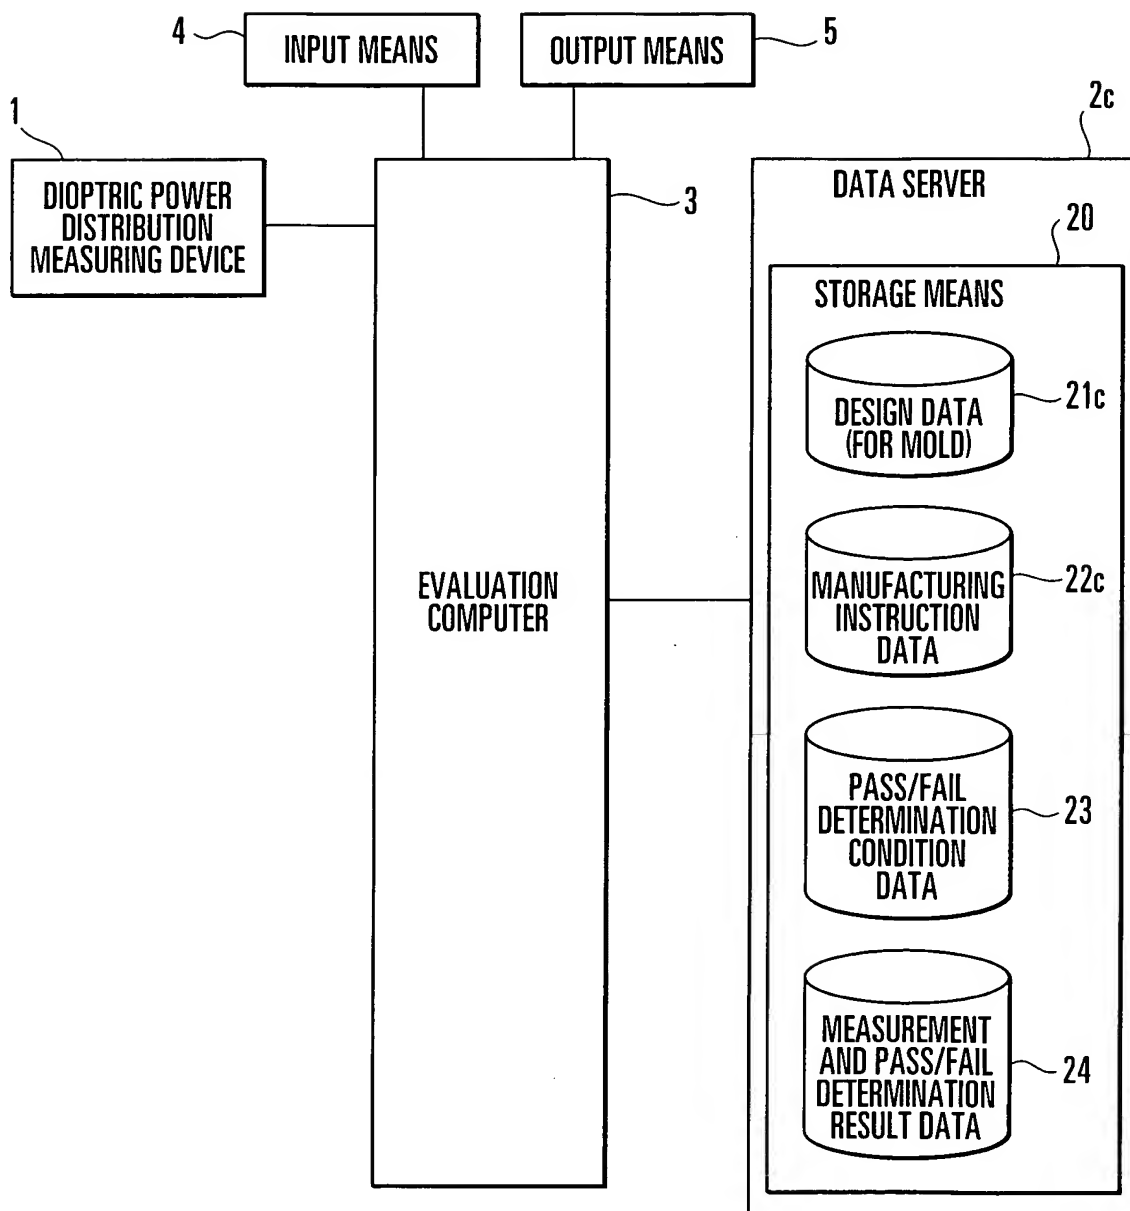 4
INPUT MEANS
OUTPUT MEANS
5
1
DIOPTRIC POWER
DISTRIBUTION
MEASURING DEVICE
3
EVALUATION
COMPUTER
2c
DATA SERVER
20
STORAGE MEANS
DESIGN DATA
(FOR MOLD)
21c
MANUFACTURING
INSTRUCTION
DATA
22c
PASS/FAIL
DETERMINATION
CONDITION
DATA
23
MEASUREMENT
AND PASS/FAIL
DETERMINATION
RESULT DATA
24